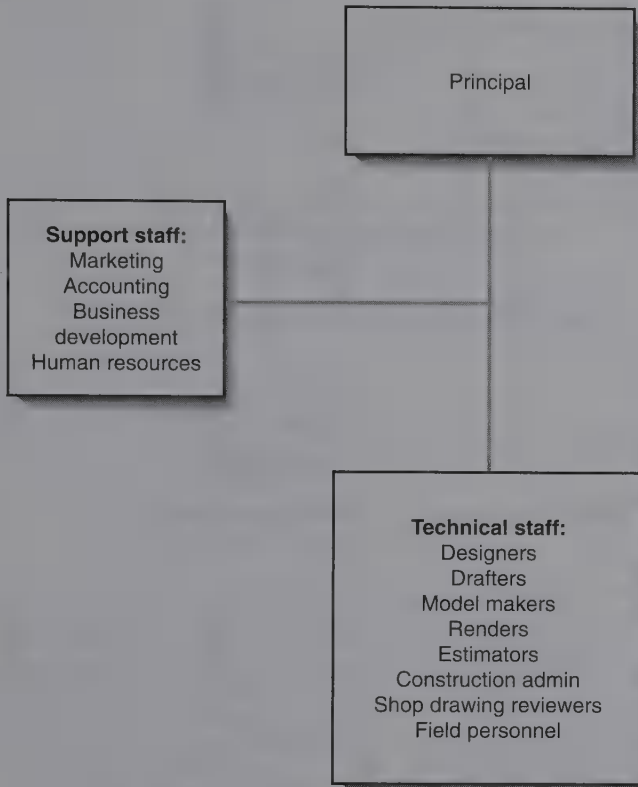 Principal
Support staff:
Marketing
Accounting
Business
development
Human resources
Technical staff:
Designers
Drafters
Model makers
Renders
Estimators
Construction admin
Shop drawing reviewers
Field personnel